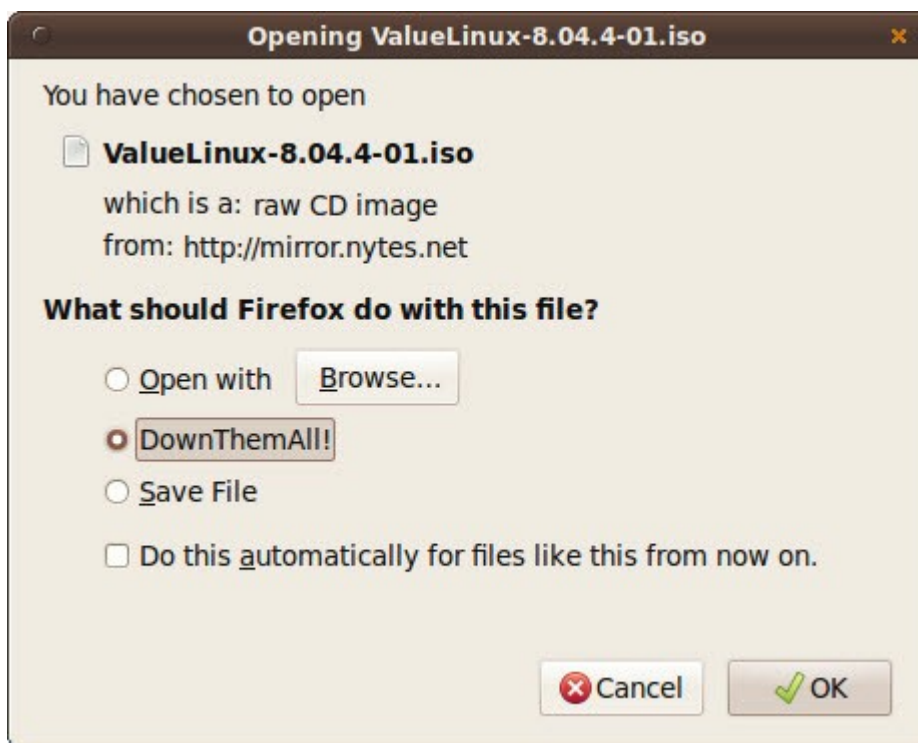 Opening ValueLinux-8.04.4-01.iso
You have chosen to open
ValueLinux-8.04.4-01.iso
which is a: raw CD image
from: http://mirror.nytes.net
What should Firefox do with this file?
Open with Browse...
DownThemAll!
Save File
Do this automatically for files like this from now on.
Cancel OK